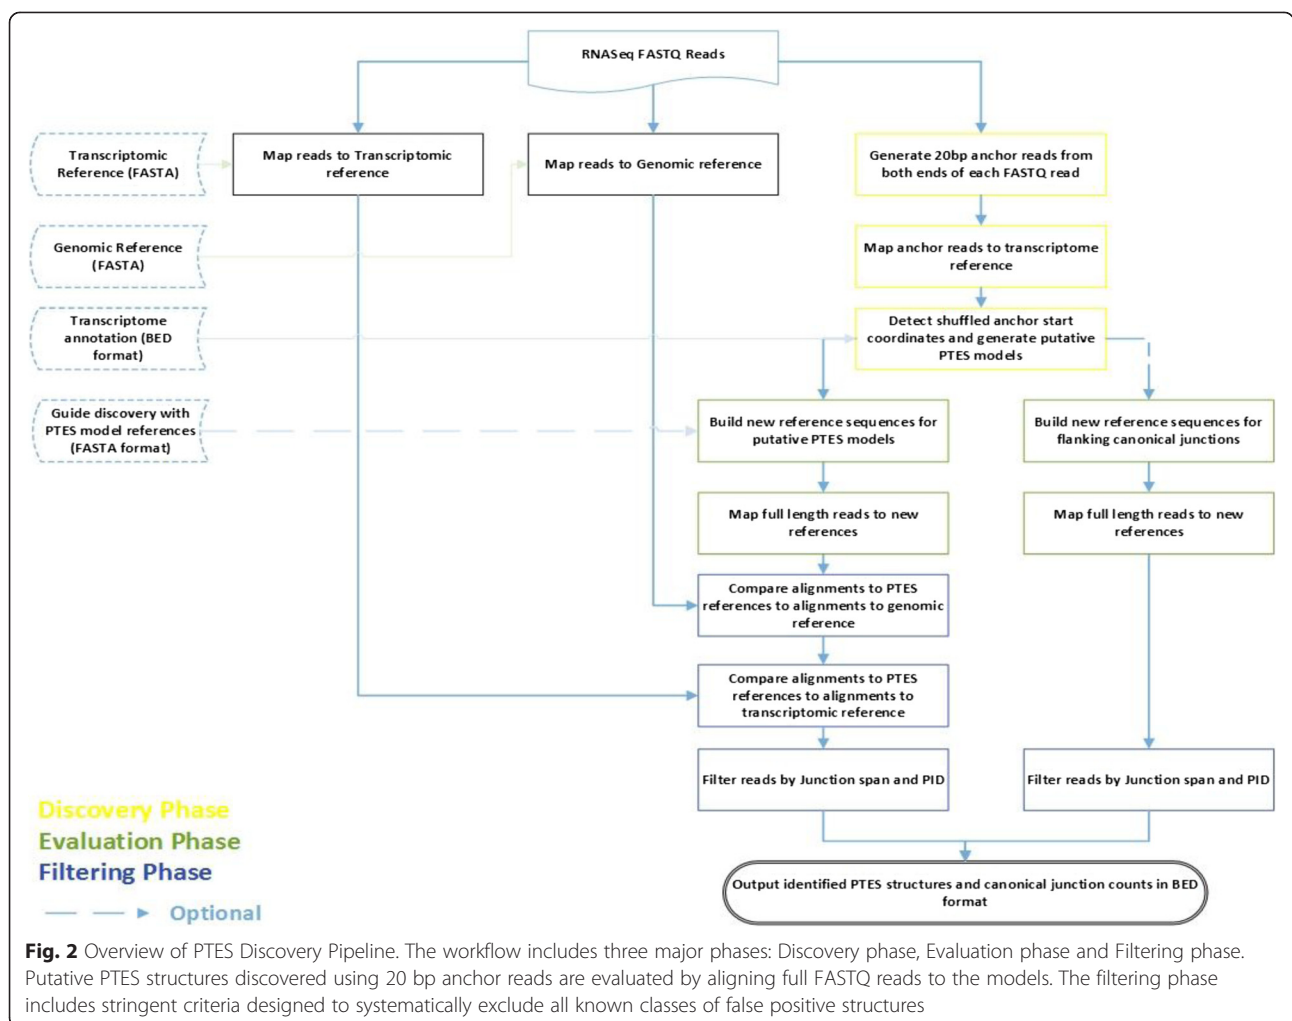 RNASeq FASTQ Reads
Transcriptomic
Reference (FASTA)
Map reads to Transcriptomic
reference
Map reads to Genomic reference
Generate 20bp anchor reads from
both ends of each FASTQ read
Genomic Reference
(FASTA)
Map anchor reads to transcriptome
reference
Transcriptome
annotation (BED
format)
Detect shuffled anchor start
coordinates and generate putative
PTES models
Guide discovery with
PTES model references
(FASTA format)
Build new reference sequences for
putative PTES models
Build new reference sequences for
flanking canonical junctions
Map full length reads to new
references
Map full length reads to new
references
Compare alignments to PTES
references to alignments to genomic
reference
Compare alignments to PTES
references to alignments to
transcriptomic reference
Filter reads by Junction span and PID
Filter reads by Junction span and PID
Discovery Phase
Evaluation Phase
Filtering Phase
Optional
Output identified PTES structures and canonical junction counts in BED
format
Fig. 2 Overview of PTES Discovery Pipeline. The workflow includes three major phases: Discovery phase, Evaluation phase and Filtering phase.
Putative PTES structures discovered using 20 bp anchor reads are evaluated by aligning full FASTQ reads to the models. The filtering phase
includes stringent criteria designed to systematically exclude all known classes of false positive structures